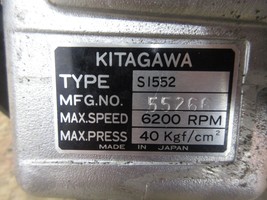 KITAGAWA
TYPE S1552
MFG.NO.
MAX.SPEED 6200 RPM
MAX.PRESS 40 Kgf/cm²
MADE IN JAPAN